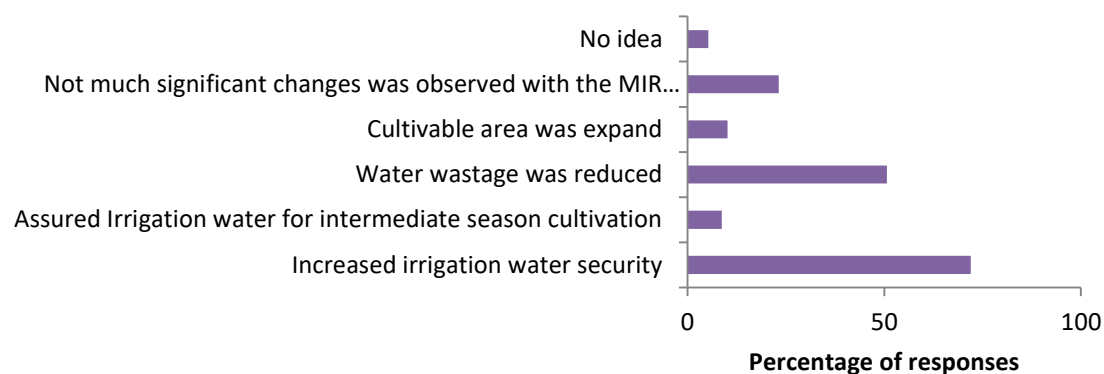 No idea
Not much significant changes was observed with the MIR...
Cultivable area was expand
Water wastage was reduced
Assured Irrigation water for intermediate season cultivation
Increased irrigation water security
0 50 100
Percentage of responses